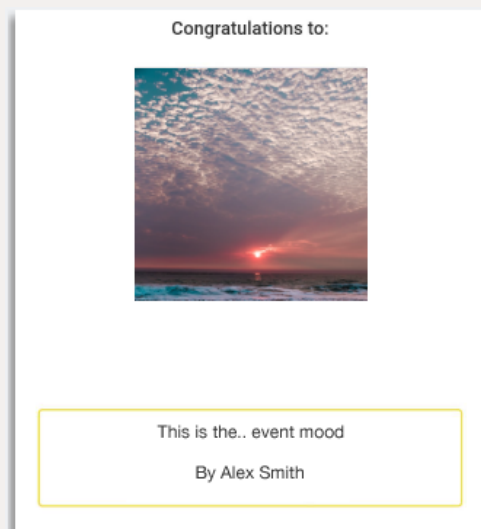 Congratulations to:
This is the.. event mood
By Alex Smith